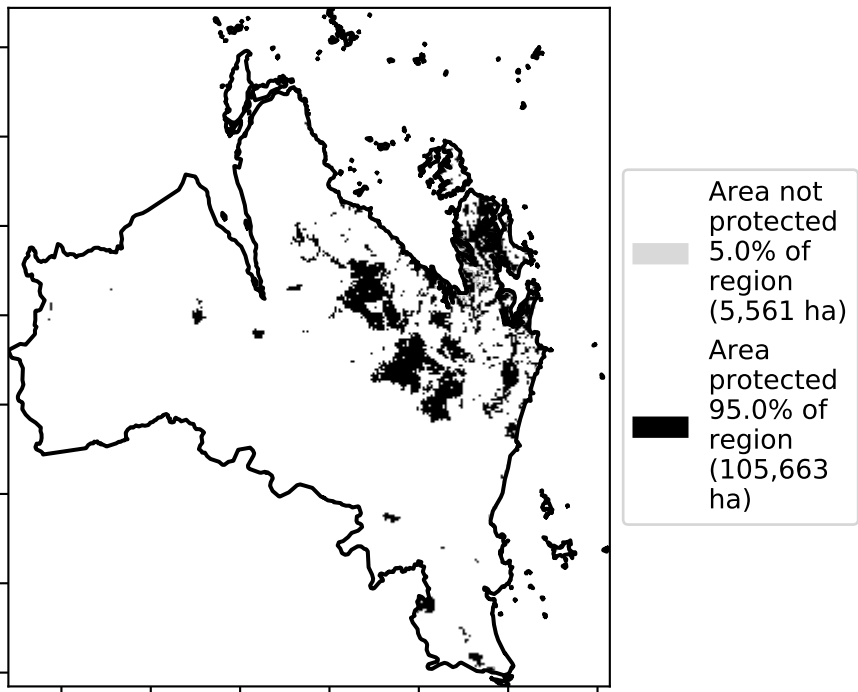 Area not
protected
5.0% of
region
(5,561 ha)
Area
protected
95.0% of
region
(105,663
ha)